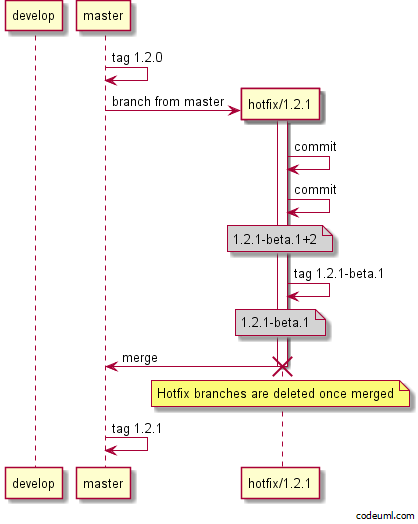 develop
master
tag 1.2.0
branch from master
hotfix/1.2.1
commit
commit
1.2.1-beta.1+2
tag 1.2.1-beta.1
1.2.1-beta.1
merge
Hotfix branches are deleted once merged
tag 1.2.1
develop
master
hotfix/1.2.1
codeuml.com